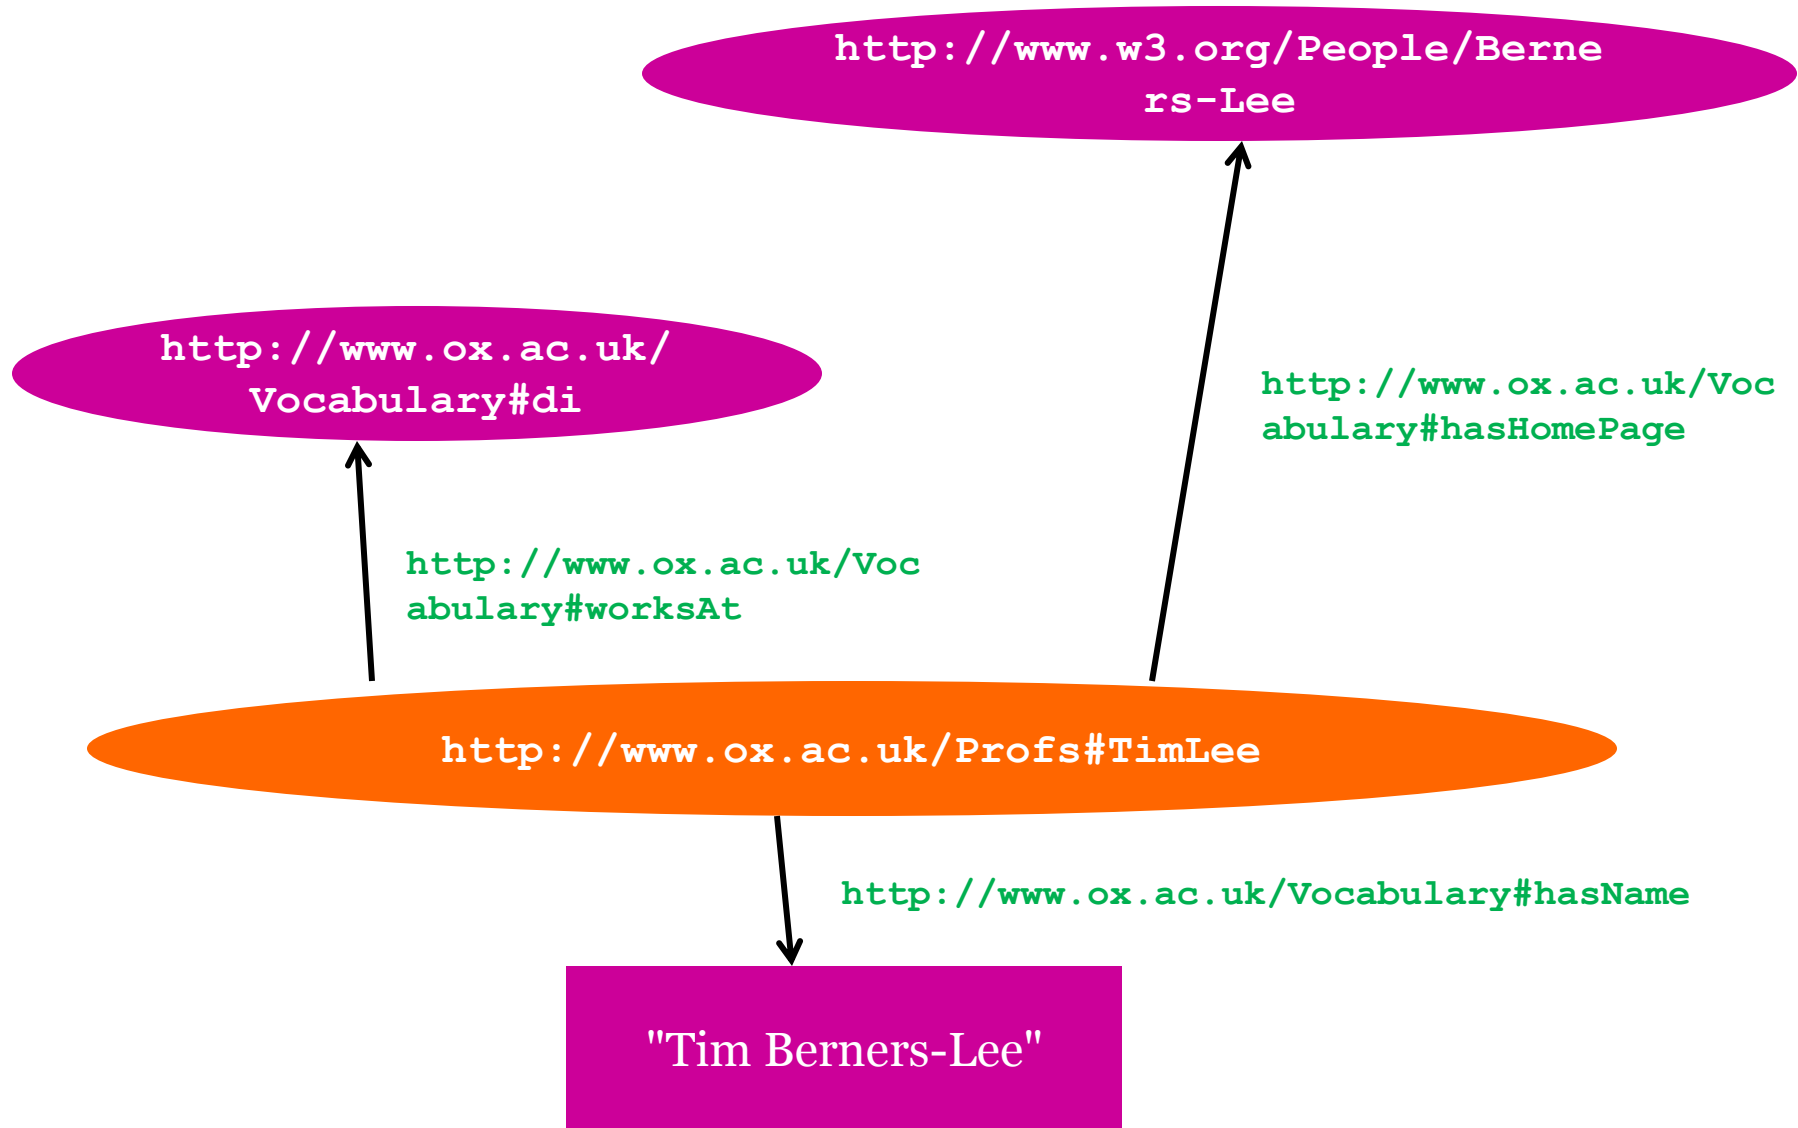 http://www.w3.org/People/Berne
rs-Lee
http://www.ox.ac.uk/
Vocabulary#di
http://www.ox.ac.uk/Voc
abulary#hasHomePage
http://www.ox.ac.uk/Voc
abulary#worksAt
http://www.ox.ac.uk/Profs#TimLee
http://www.ox.ac.uk/Vocabulary#hasName
"Tim Berners-Lee"